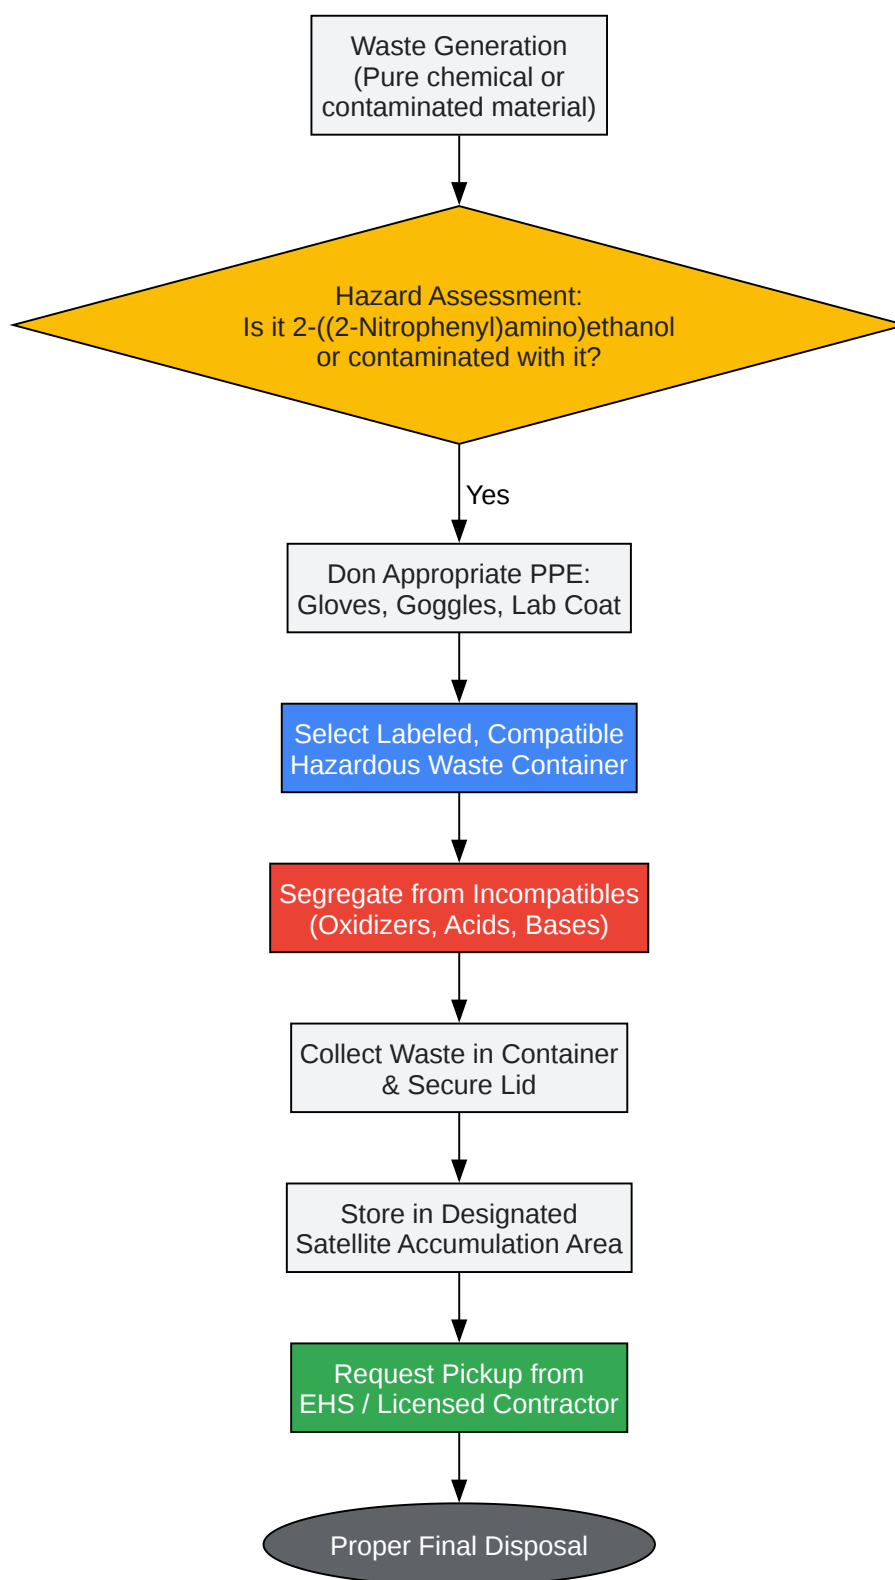 Waste Generation
(Pure chemical or
contaminated material)
Hazard Assessment:
Is it 2-((2-Nitrophenyl)amino)ethanol
or contaminated with it?
Yes
Don Appropriate PPE:
Gloves, Goggles, Lab Coat
Select Labeled, Compatible
Hazardous Waste Container
Segregate from Incompatibles
(Oxidizers, Acids, Bases)
Collect Waste in Container
& Secure Lid
Store in Designated
Satellite Accumulation Area
Request Pickup from
EHS / Licensed Contractor
Proper Final Disposal